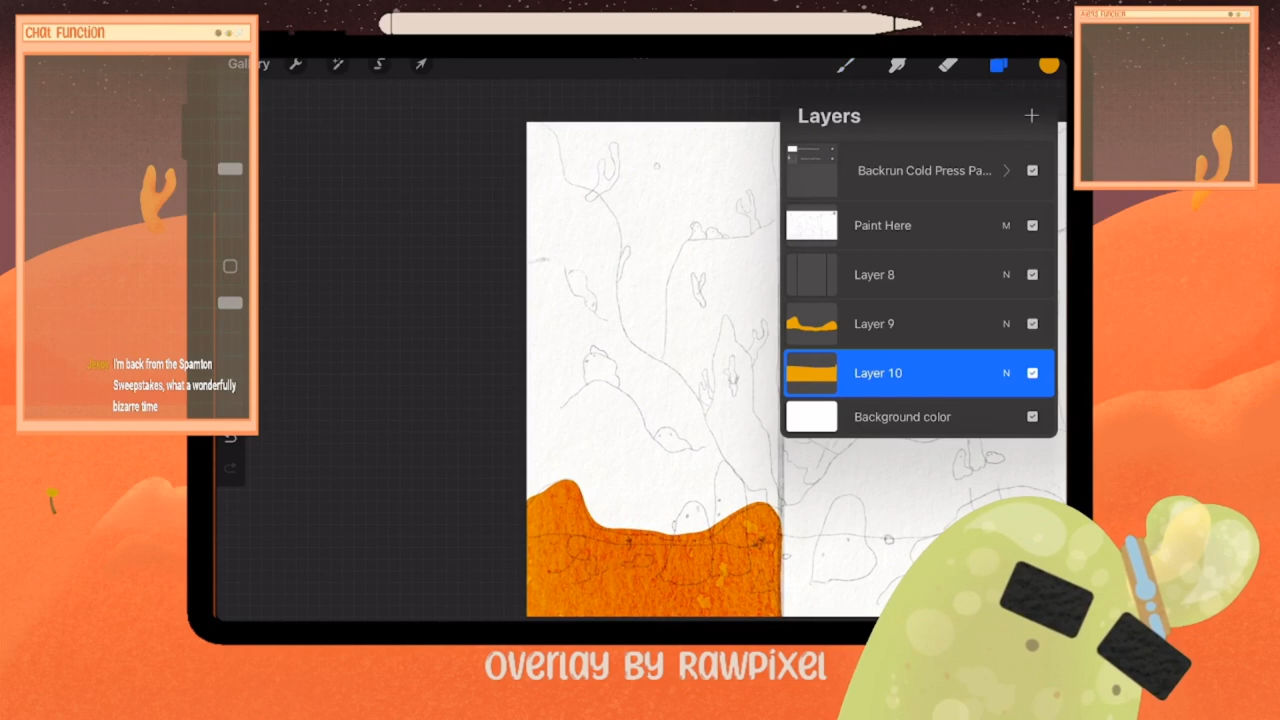 CHAT FUNCTION
Gallery
Layers
Backrun Cold Press Pa...
Paint Here
M
Layer 8
N
Layer 9
N
Layer 10
N
Background color
I'm back from the Spamton
Sweepstakes, what a wonderfully
bizarre time
OVERLAY BY RAWPIXEL